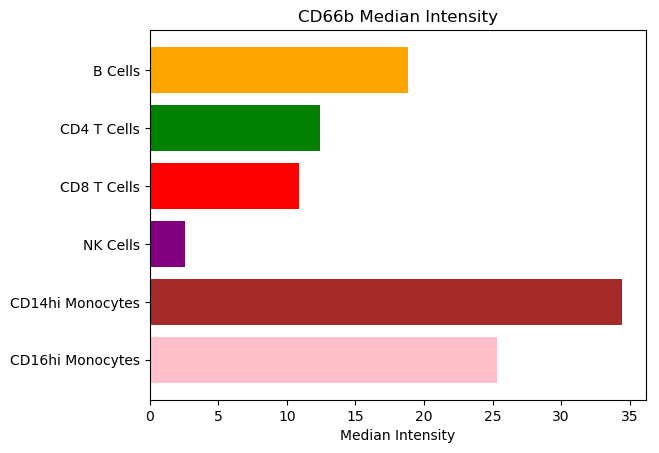 CD66b Median Intensity
B Cells
CD4 T Cells
CD8 T Cells
NK Cells
CD14hi Monocytes
CD16hi Monocytes
0 5 10 15 20 25 30 35
Median Intensity